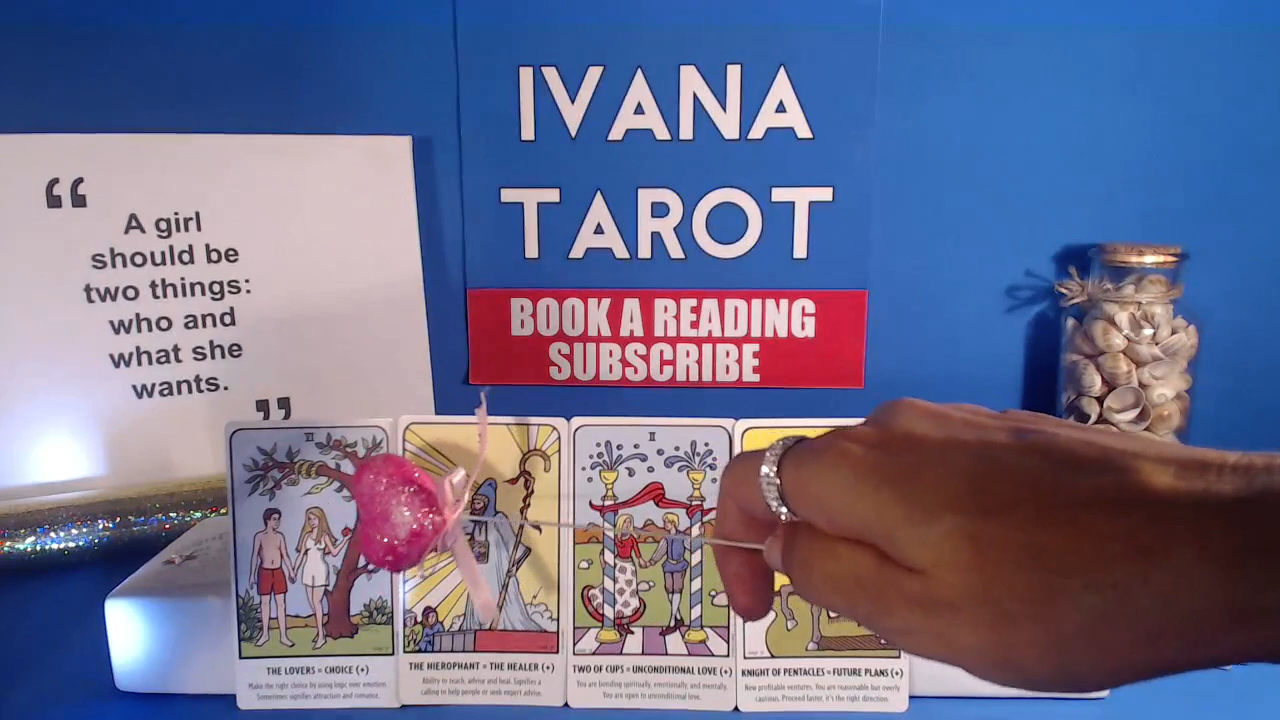 IVANA
TAROT
BOOK A READING
SUBSCRIBE
“
A girl
should be
two things:
who and
what she
wants.
”
VI
THE LOVERS = CHOICE (+)
Make the right choice by using logic over emotion.
Sometimes signifies attraction and romance.
THE HIEROPHANT = THE HEALER (+)
Ability to teach, advise and heal. Signifies a
calling to help people or seek expert advice.
II
TWO OF CUPS = UNCONDITIONAL LOVE (+)
You are bonding spiritually, emotionally, and mentally.
You are open to unconditional love.
KNIGHT OF PENTACLES = FUTURE PLANS (+)
New profitable ventures. You are reasonable but overly
cautious. Proceed faster, it's the right direction.